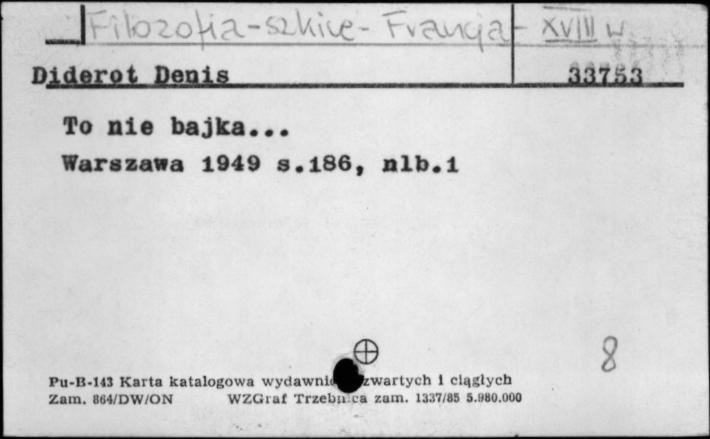 Filozofia-szkice-Francja- XVIII w.
Diderot Denis 33753
To nie bajka...
Warszawa 1949 s.186, nlb.1
8
Pu-B-143 Karta katalogowa wydawni zwartych i ciągłych
Zam. 864/DW/ON WZGraf Trzebnica zam. 1337/85 5.980.000